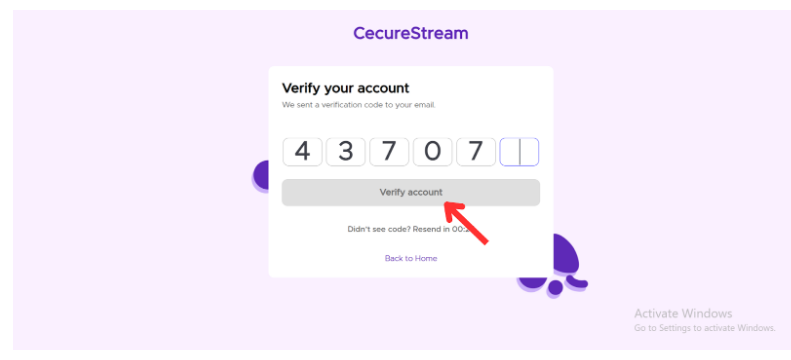 CecureStream
Verify your account
We sent a verification code to your email.
4 3 7 0 7
Verify account
Didn't see code? Resend in 00:2
Back to Home
Activate Windows
Go to Settings to activate Windows.